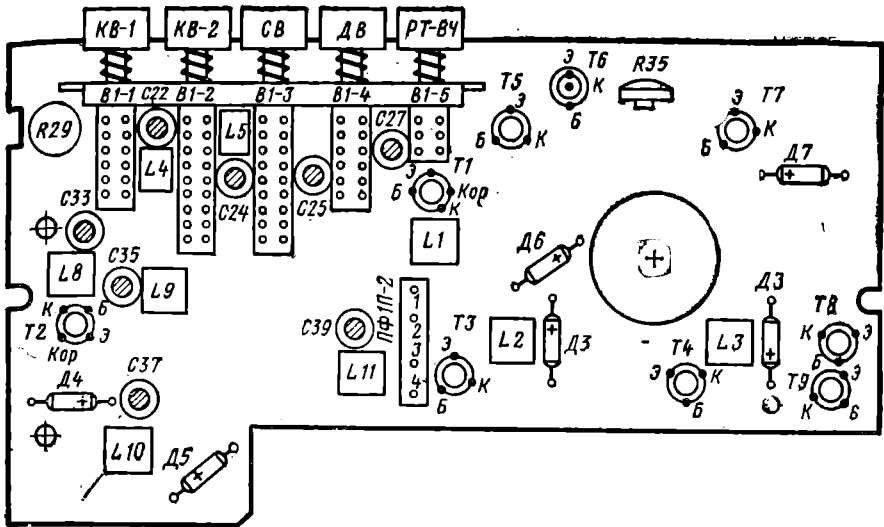 КВ-1 КВ-2 СВ ДВ РТ-ВЧ
В1-1 С22 В1-2 В1-3 В1-4 В1-5
R29
L4
L5
С24
С25
С27
Б Э Т1 Кор К
L1
Т5 Э Б К
Э Т6 К Б
R35
Э Т7 К Б
Д7
С33
L8
С35
L9
К Б
Т2 Э
Кор
Д4
С37
L10
Д5
С39
L11
ПФ1П-2
1
2
3
4
Т3
Э
К
Б
Д6
L2
Д3
Э Т4 К
Б
L3
Д3
Т8
К Э
Б
Т9 Э
К Б